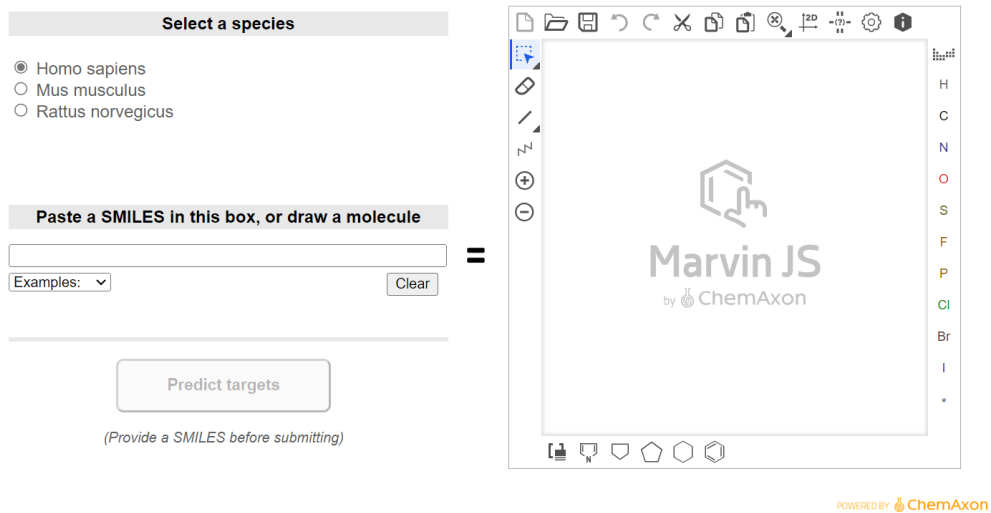 Select a species
Homo sapiens
Mus musculus
Rattus norvegicus
Paste a SMILES in this box, or draw a molecule
Examples:
Clear
=
Predict targets
(Provide a SMILES before submitting)
2D
(?)
H
C
N
O
S
F
P
Cl
Br
I
*
Marvin JS
by ChemAxon
N
POWERED BY ChemAxon